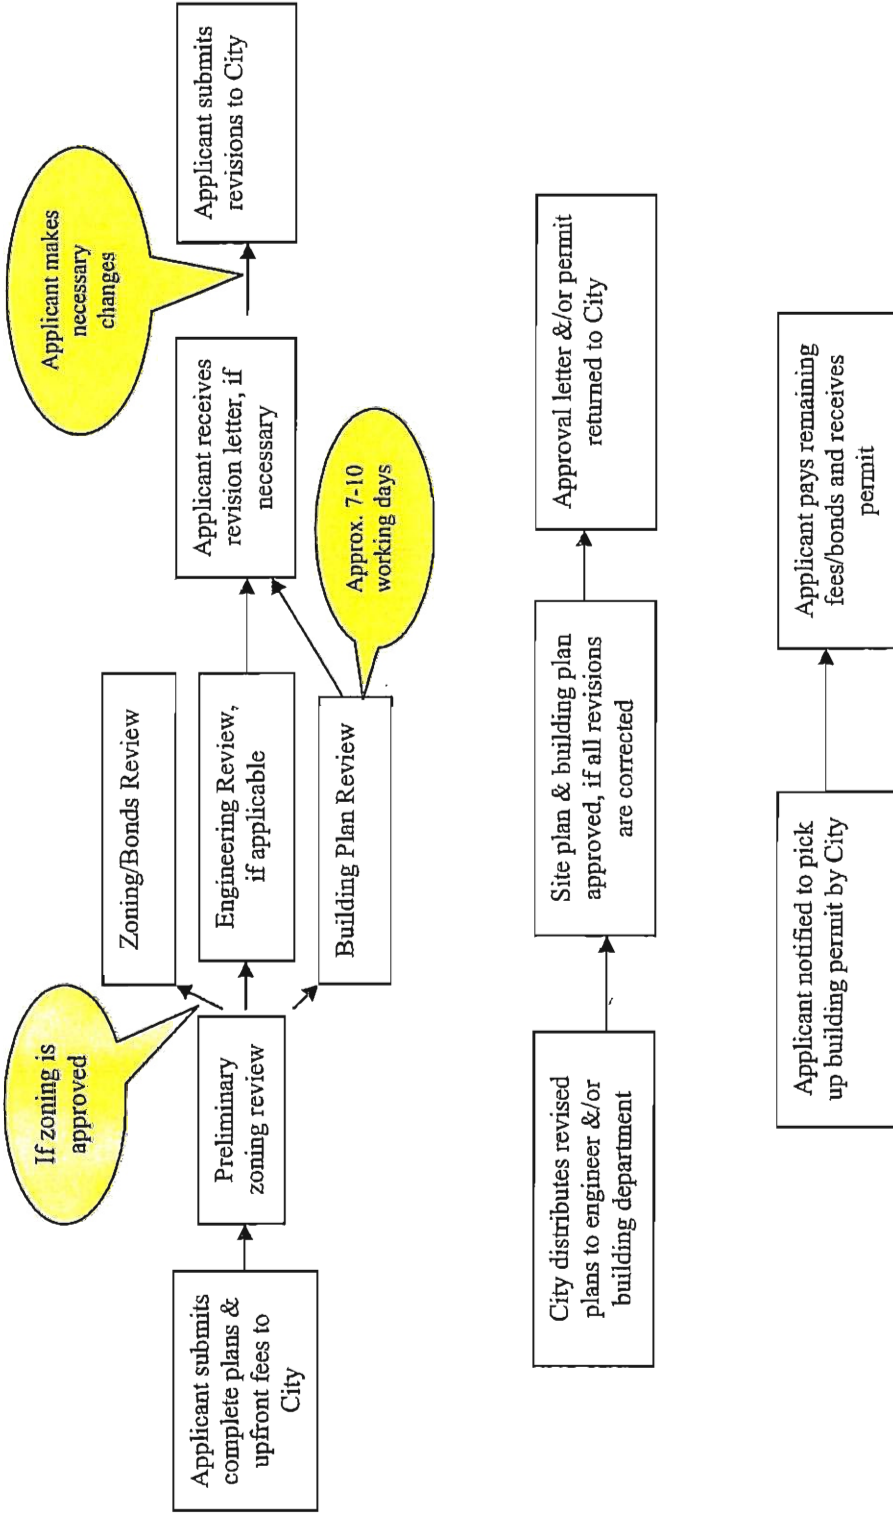 Applicant submits
complete plans &
upfront fees to
City
If zoning is
approved
Preliminary
zoning review
Zoning/Bonds Review
Engineering Review,
if applicable
Building Plan Review
Approx. 7-10
working days
Applicant receives
revision letter, if
necessary
Applicant makes
necessary
changes
Applicant submits
revisions to City
City distributes revised
plans to engineer &/or
building department
Site plan & building plan
approved, if all revisions
are corrected
Approval letter &/or permit
returned to City
Applicant notified to pick
up building permit by City
Applicant pays remaining
fees/bonds and receives
permit